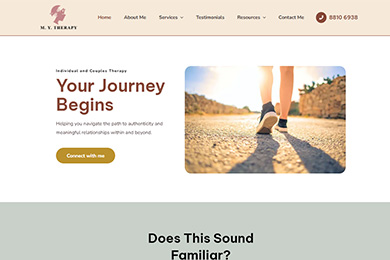 M. Y. THERAPY
Home
About Me
Services
Testimonials
Resources
Contact Me
8810 6938
Individual and Couples Therapy
Your Journey
Begins
Helping you navigate the path to authenticity and
meaningful relationships within and beyond.
Connect with me
Does This Sound
Familiar?